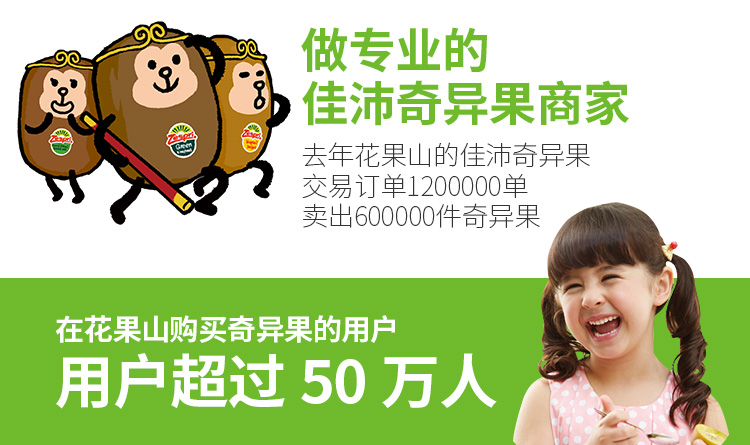 做专业的
佳沛奇异果商家
去年花果山的佳沛奇异果
交易订单1200000单
卖出600000件奇异果
Zespri
Green
Zespri
在花果山购买奇异果的用户
用户超过 50 万人